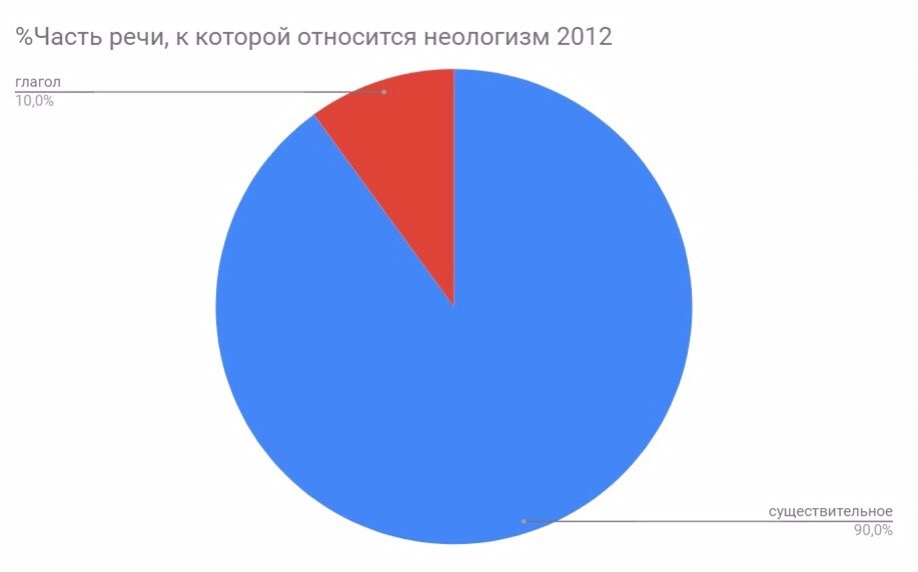 %Часть речи, к которой относится неологизм 2012
глагол
10,0%
существительное
90,0%